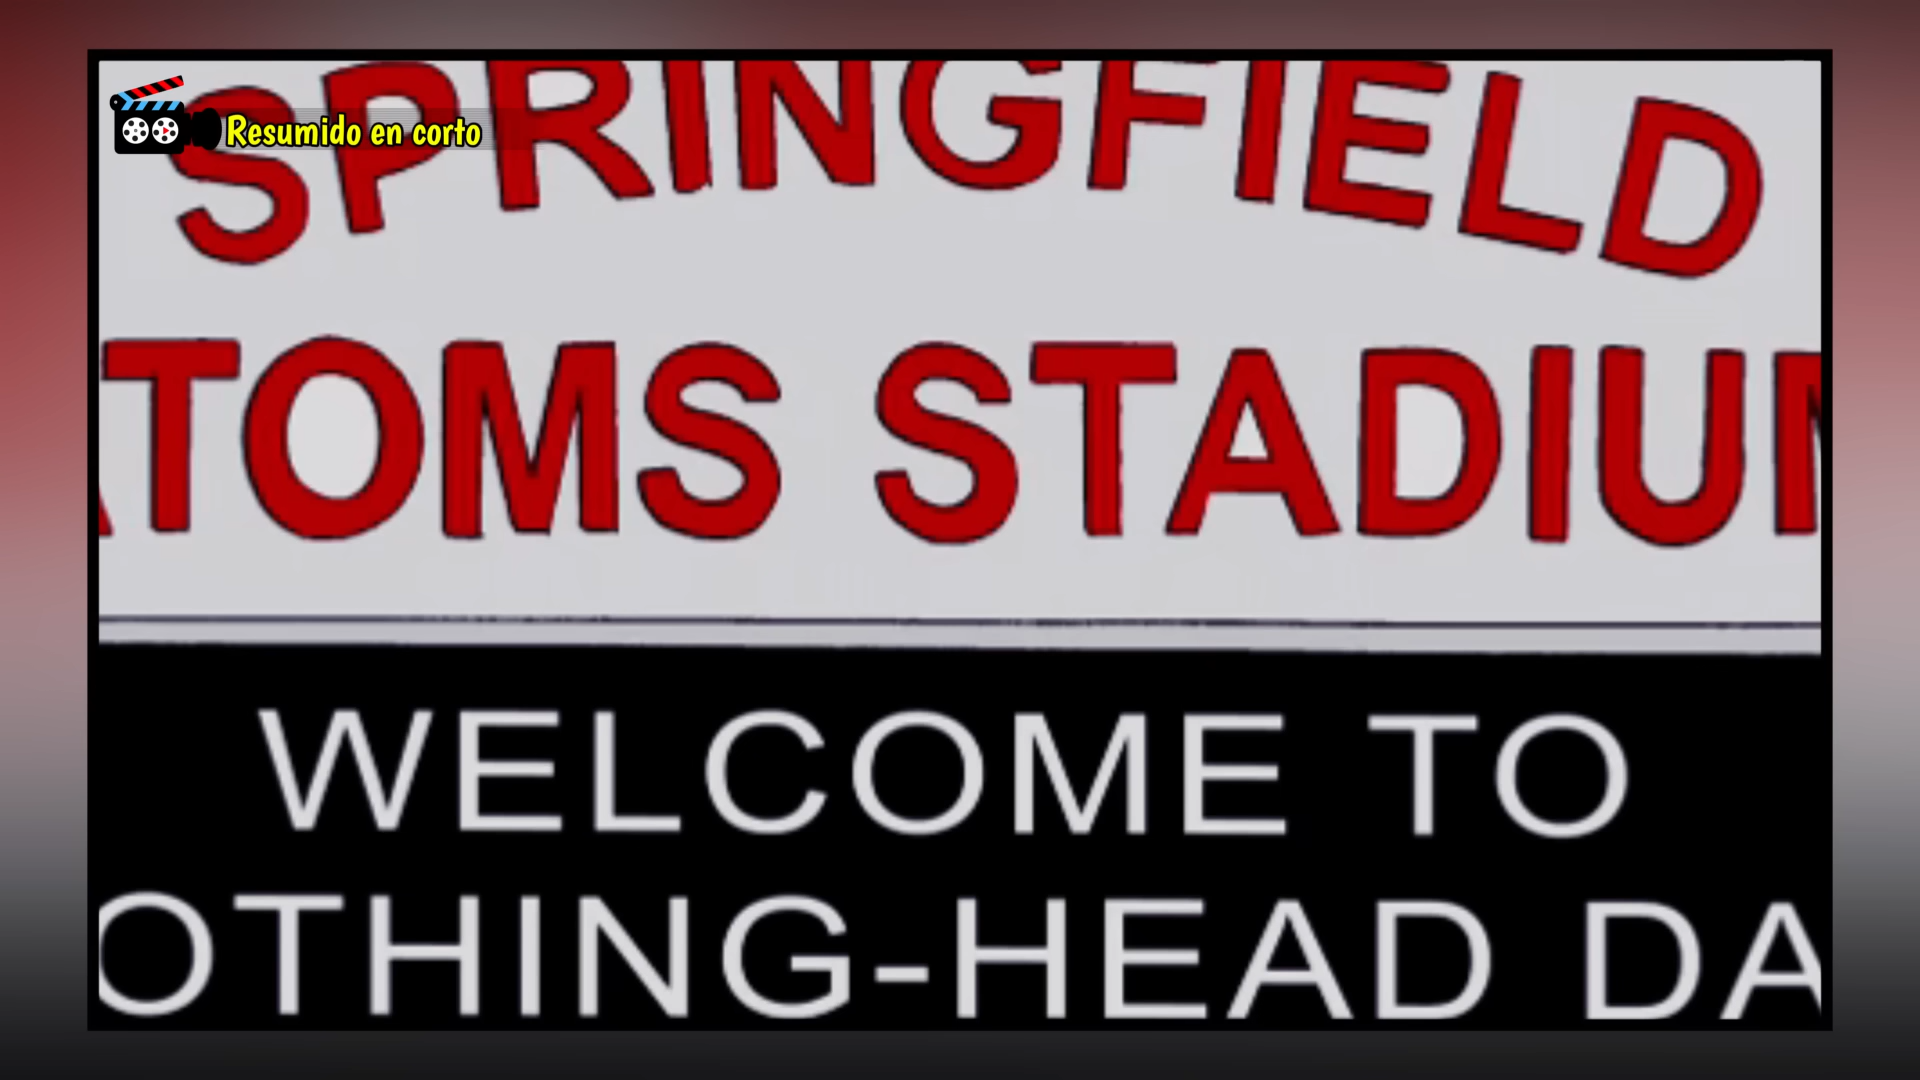 Resumido en corto
SPRINGFIELD
ATOMS STADIUM
WELCOME TO
OTHING-HEAD DA